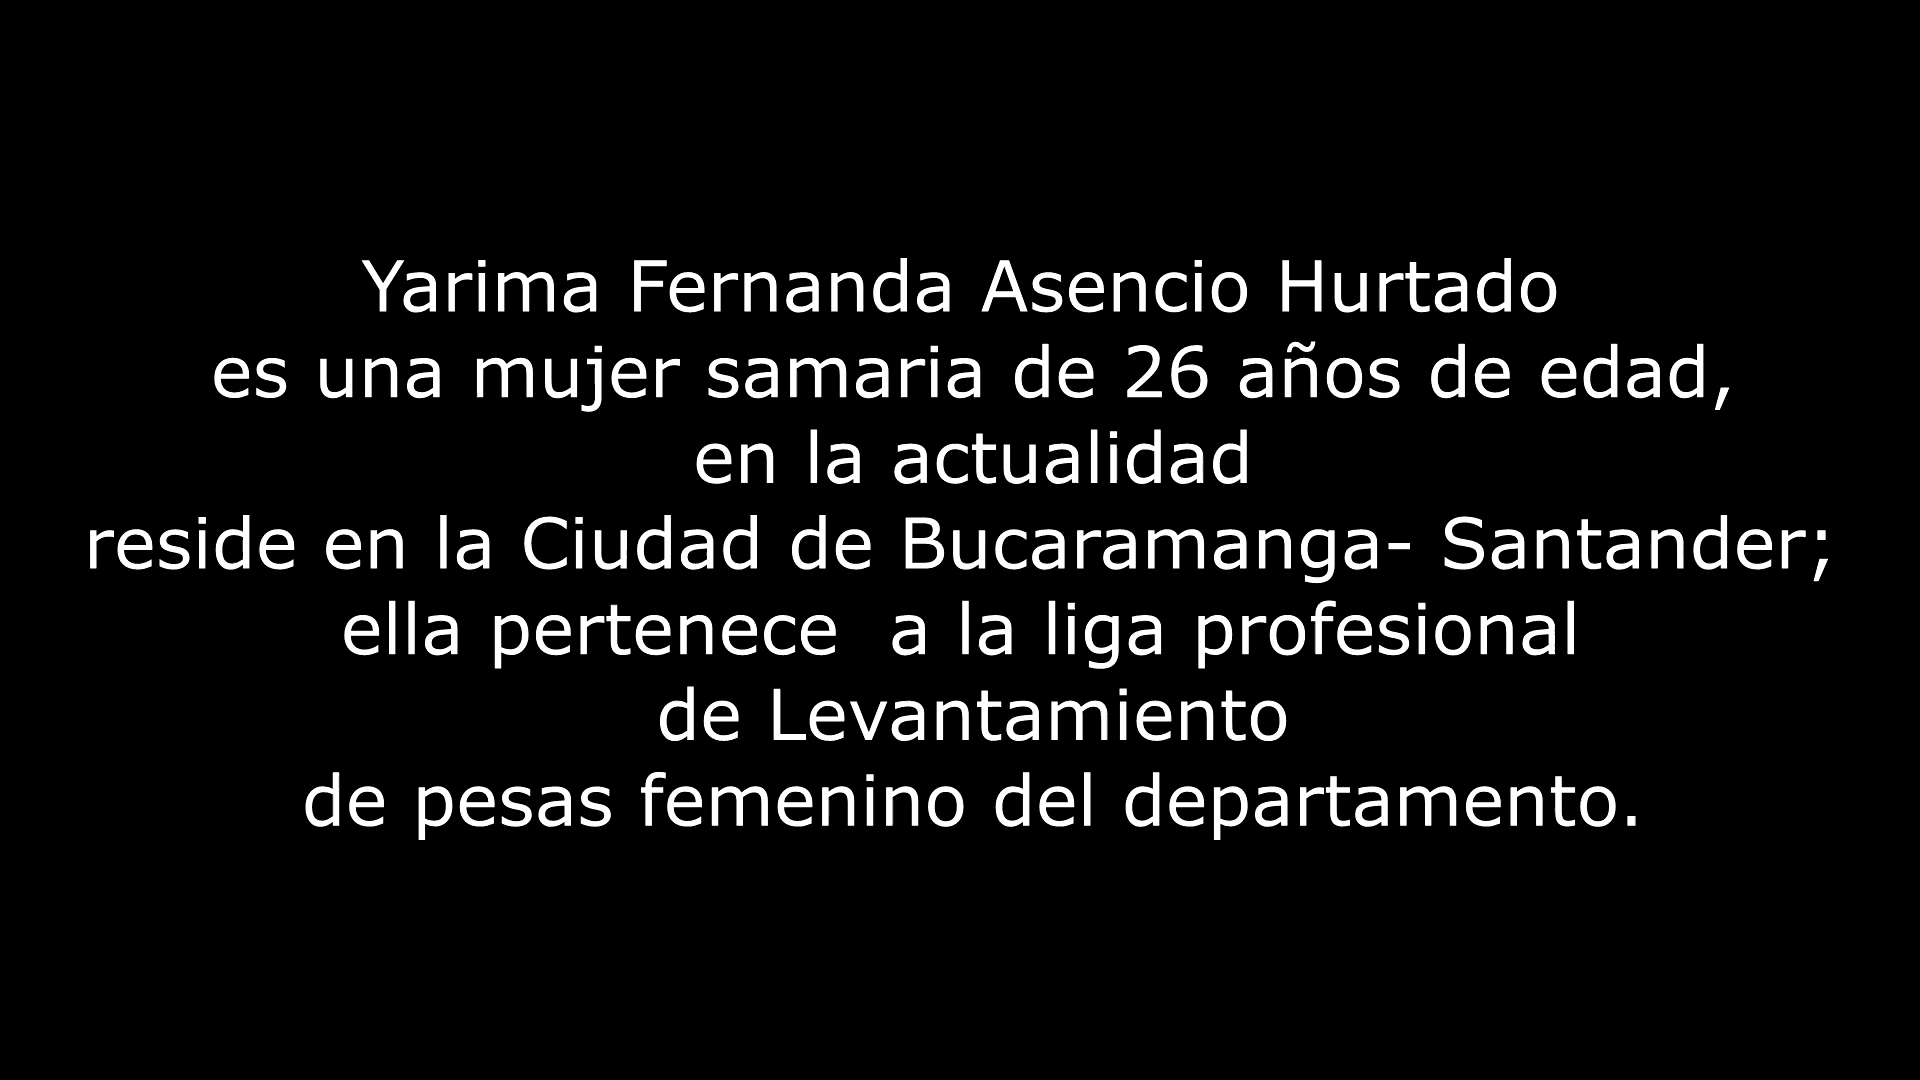 Yarima Fernanda Asencio Hurtado
es una mujer samaria de 26 años de edad,
en la actualidad
reside en la Ciudad de Bucaramanga- Santander;
ella pertenece  a la liga profesional
de Levantamiento
de pesas femenino del departamento.